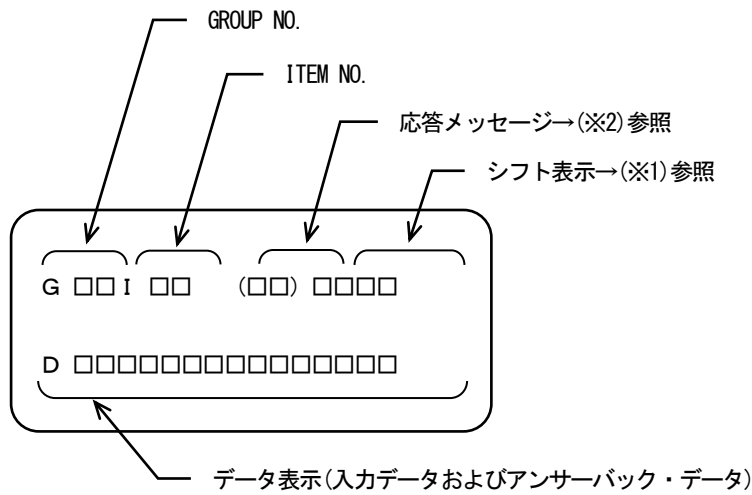 GROUP NO.
ITEM NO.
応答メッセージ→(※2)参照
シフト表示→(※1)参照
G □□ I □□ (□□) □□□□
D □□□□□□□□□□□□□□□
データ表示(入力データおよびアンサーバック・データ)